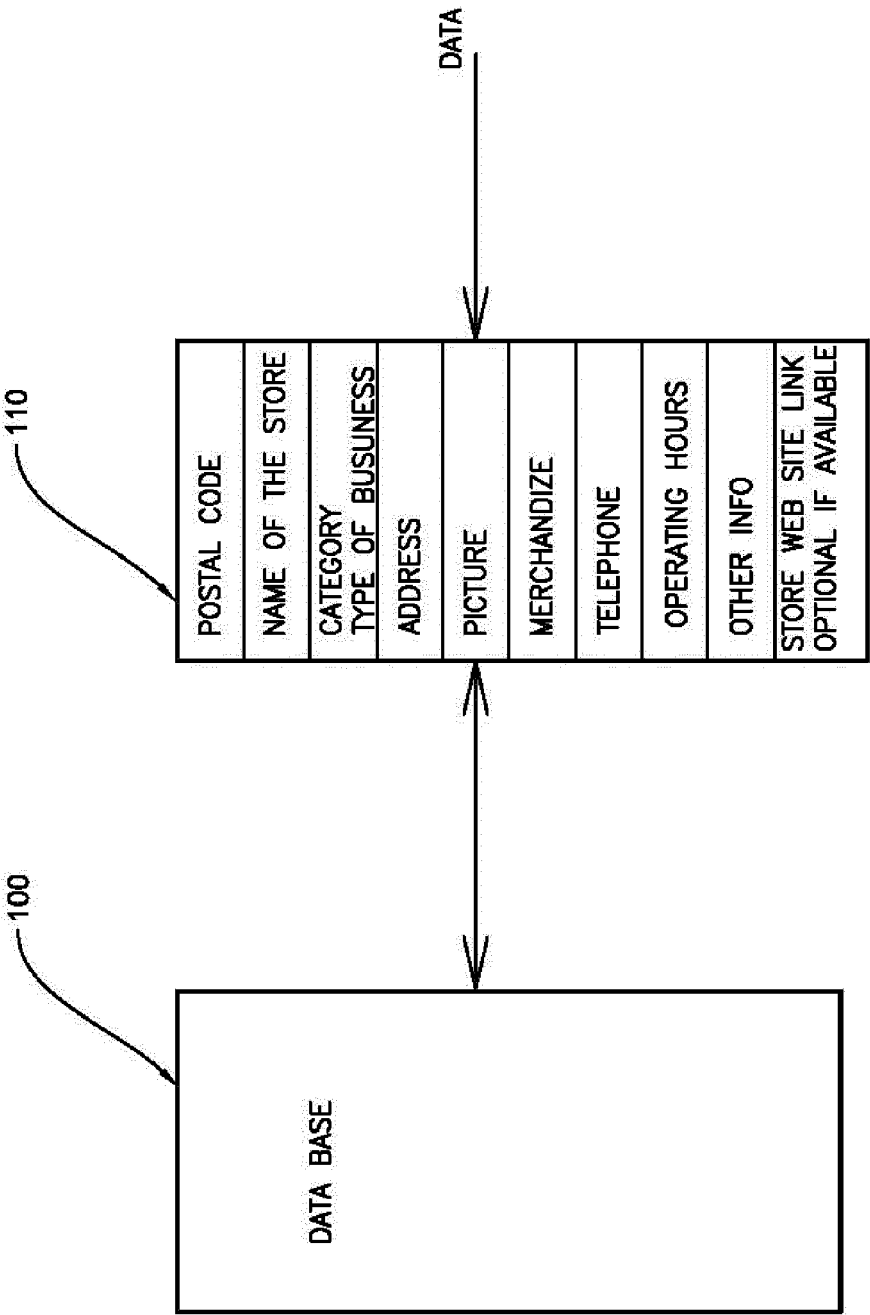 100
DATA BASE
110
POSTAL CODE
NAME OF THE STORE
CATEGORY
TYPE OF BUSUNESS
ADDRESS
PICTURE
MERCHANDIZE
TELEPHONE
OPERATING HOURS
OTHER INFO
STORE WEB SITE LINK
OPTIONAL IF AVAILABLE
DATA